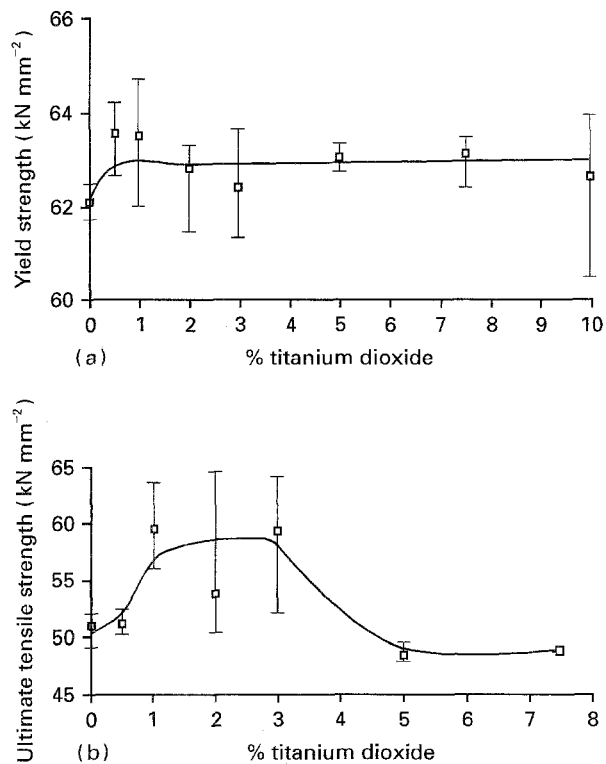 66
64
62
60
Yield strength (kN mm⁻²)
0 1 2 3 4 5 6 7 8 9 10
(a) % titanium dioxide
65
60
55
50
45
Ultimate tensile strength (kN mm⁻²)
0 1 2 3 4 5 6 7 8
(b) % titanium dioxide